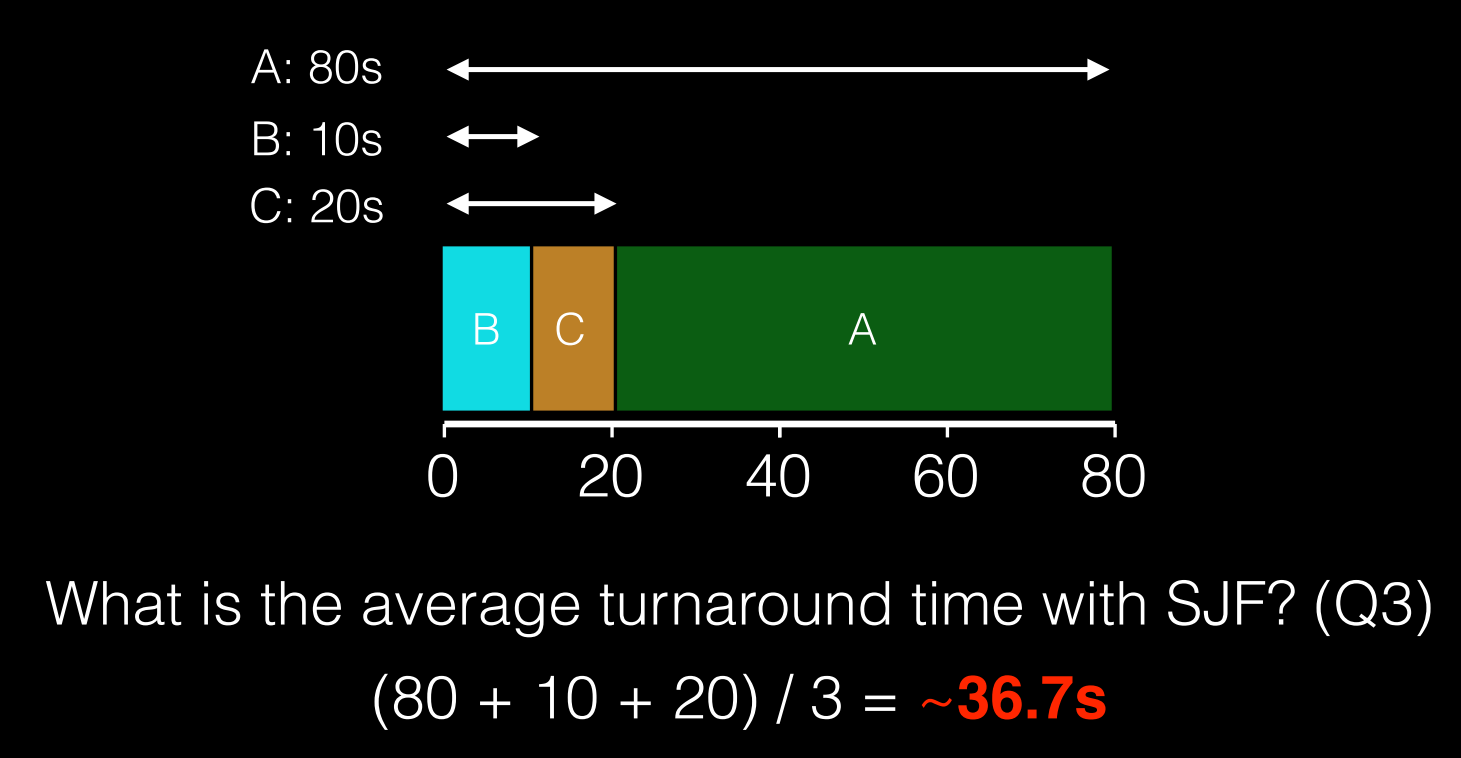 A: 80s
B: 10s
C: 20s
B C A
0 20 40 60 80
What is the average turnaround time with SJF? (Q3)
(80 + 10 + 20) / 3 = ~36.7s